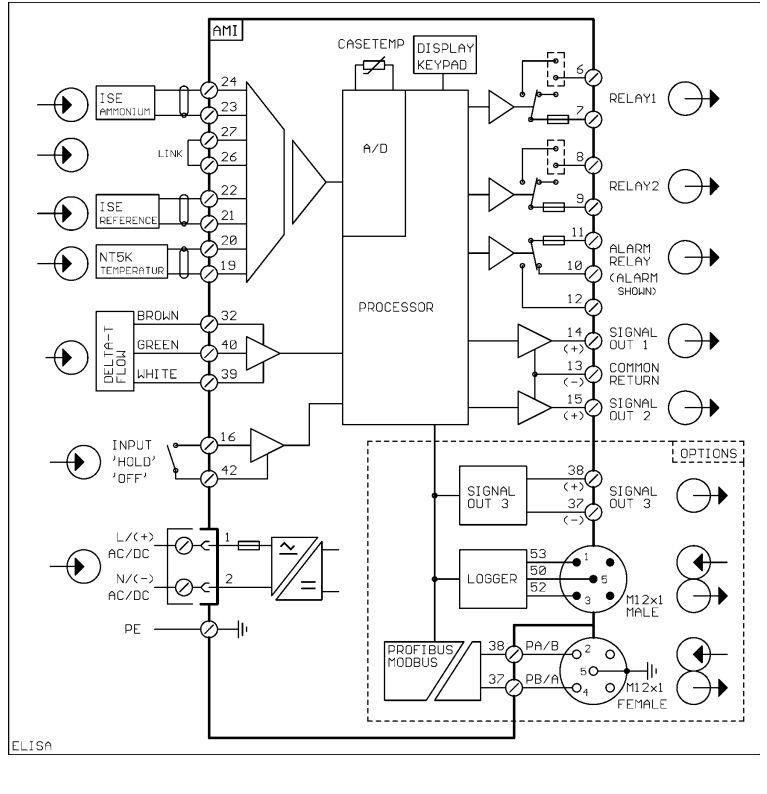 AMI
CASETEMP
DISPLAY
KEYPAD
24
ISE
AMMONIUM
23
27
LINK
26
22
ISE
REFERENCE
21
20
NT5K
TEMPERATUR
19
A/D
PROCESSOR
6
RELAY1
7
8
RELAY2
9
11
ALARM
RELAY
10
(ALARM
SHOWN)
12
BROWN
32
DELTA-T
FLOW
GREEN
40
WHITE
39
14
(+)
SIGNAL
OUT 1
13
(-)
COMMON
RETURN
15
(+)
SIGNAL
OUT 2
INPUT
'HOLD'
'OFF'
16
42
OPTIONS
SIGNAL
OUT 3
38
(+)
37
(-)
SIGNAL
OUT 3
L/(+)
AC/DC
1
N/(-)
AC/DC
2
PE
LOGGER
53
50
52
1
5
3
M12x1
MALE
PROFIBUS
MODBUS
38
PA/B
37
PB/A
2
5
4
M12x1
FEMALE
ELISA